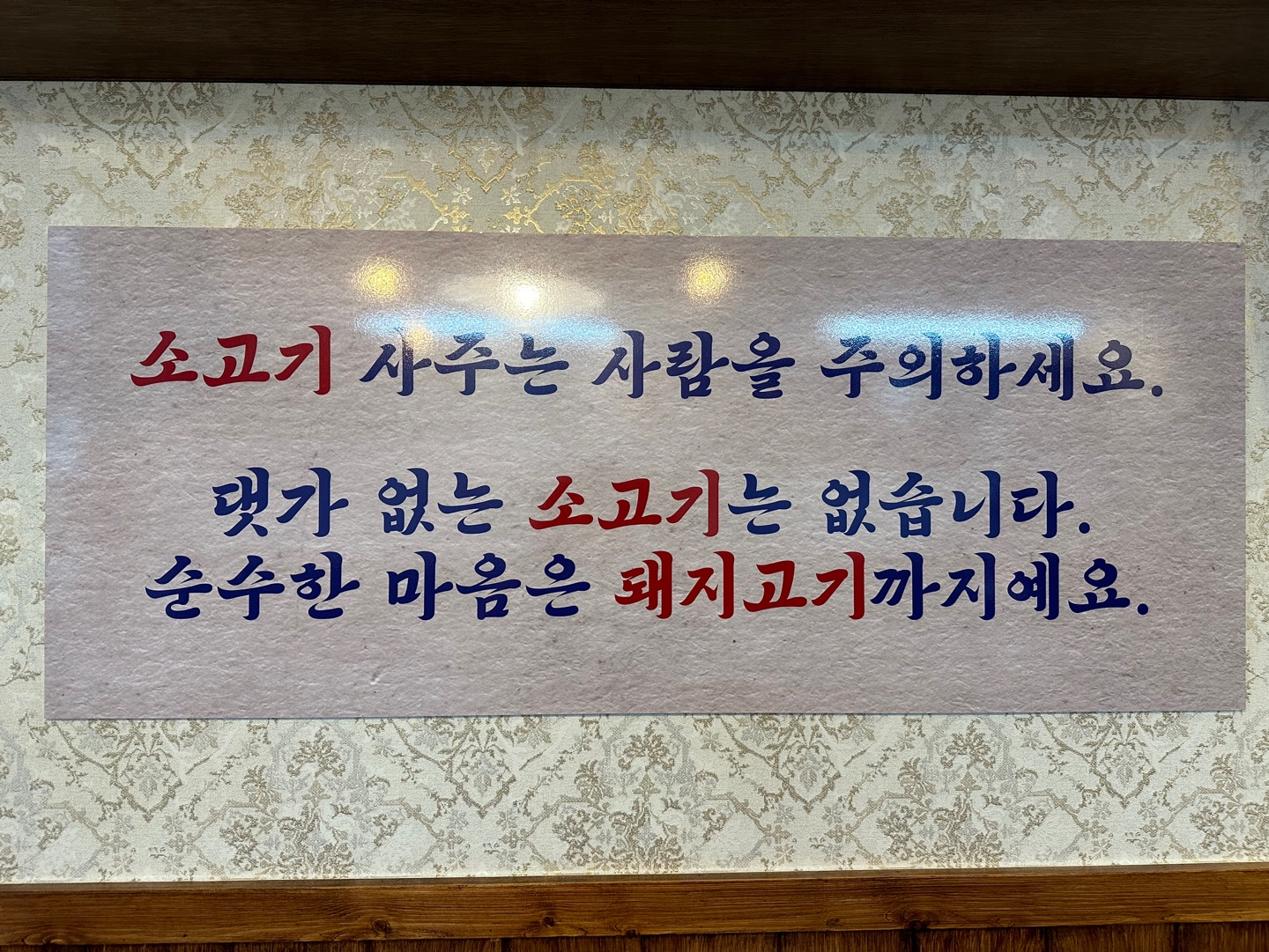 소고기 사주는 사람을 주의하세요.
댓가 없는 소고기는 없습니다.
순수한 마음은 돼지고기까지예요.